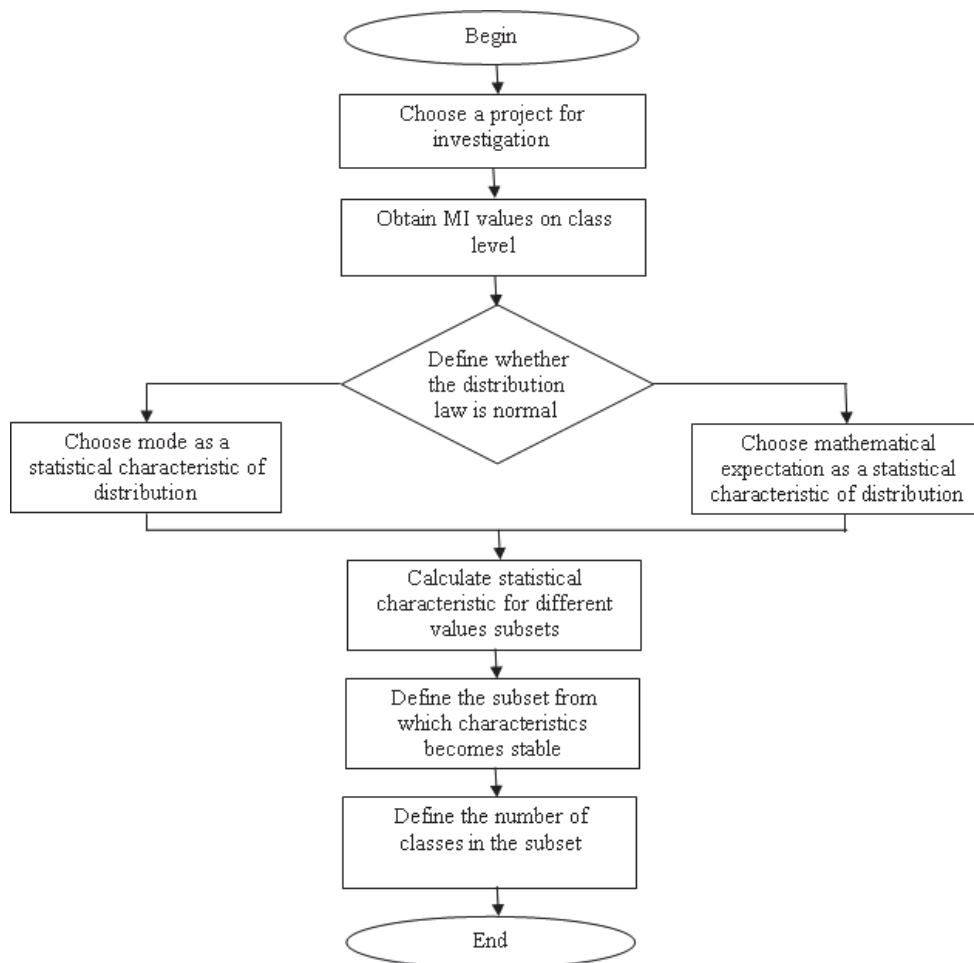 Begin
Choose a project for
investigation
Obtain MI values on class
level
Define whether
the distribution
law is normal
Choose mode as a
statistical characteristic of
distribution
Choose mathematical
expectation as a statistical
characteristic of distribution
Calculate statistical
characteristic for different
values subsets
Define the subset from
which characteristics
becomes stable
Define the number of
classes in the subset
End